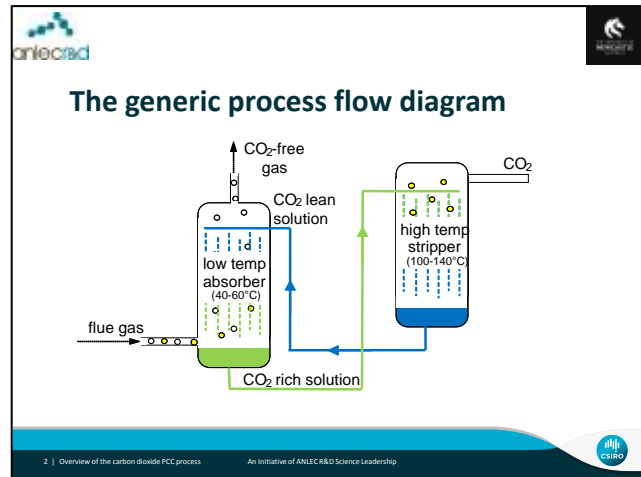 anlecr&d
The generic process flow diagram
CO2-free
gas
CO2
CO2 lean
solution
high temp
stripper
(100-140°C)
low temp
absorber
(40-60°C)
flue gas
CO2 rich solution
2 | Overview of the carbon dioxide PCC process An Initiative of ANLEC R&D Science Leadership
CSIRO